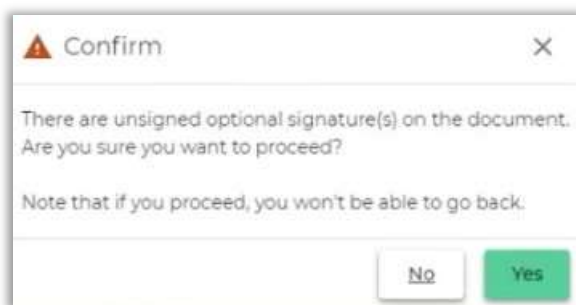 Confirm
There are unsigned optional signature(s) on the document.
Are you sure you want to proceed?
Note that if you proceed, you won't be able to go back.
No
Yes